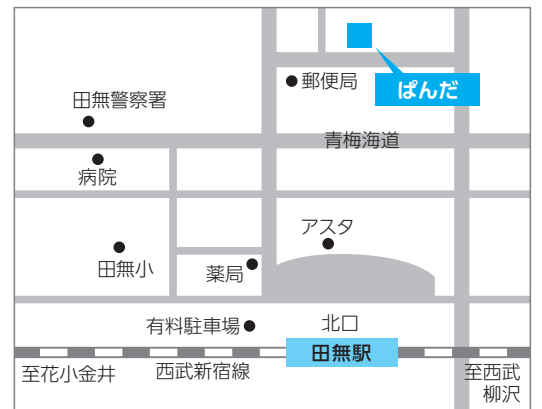 郵便局
ぱんだ
田無警察署
青梅海道
病院
アスタ
田無小
薬局
有料駐車場
北口
田無駅
至花小金井
西武新宿線
至西武
柳沢